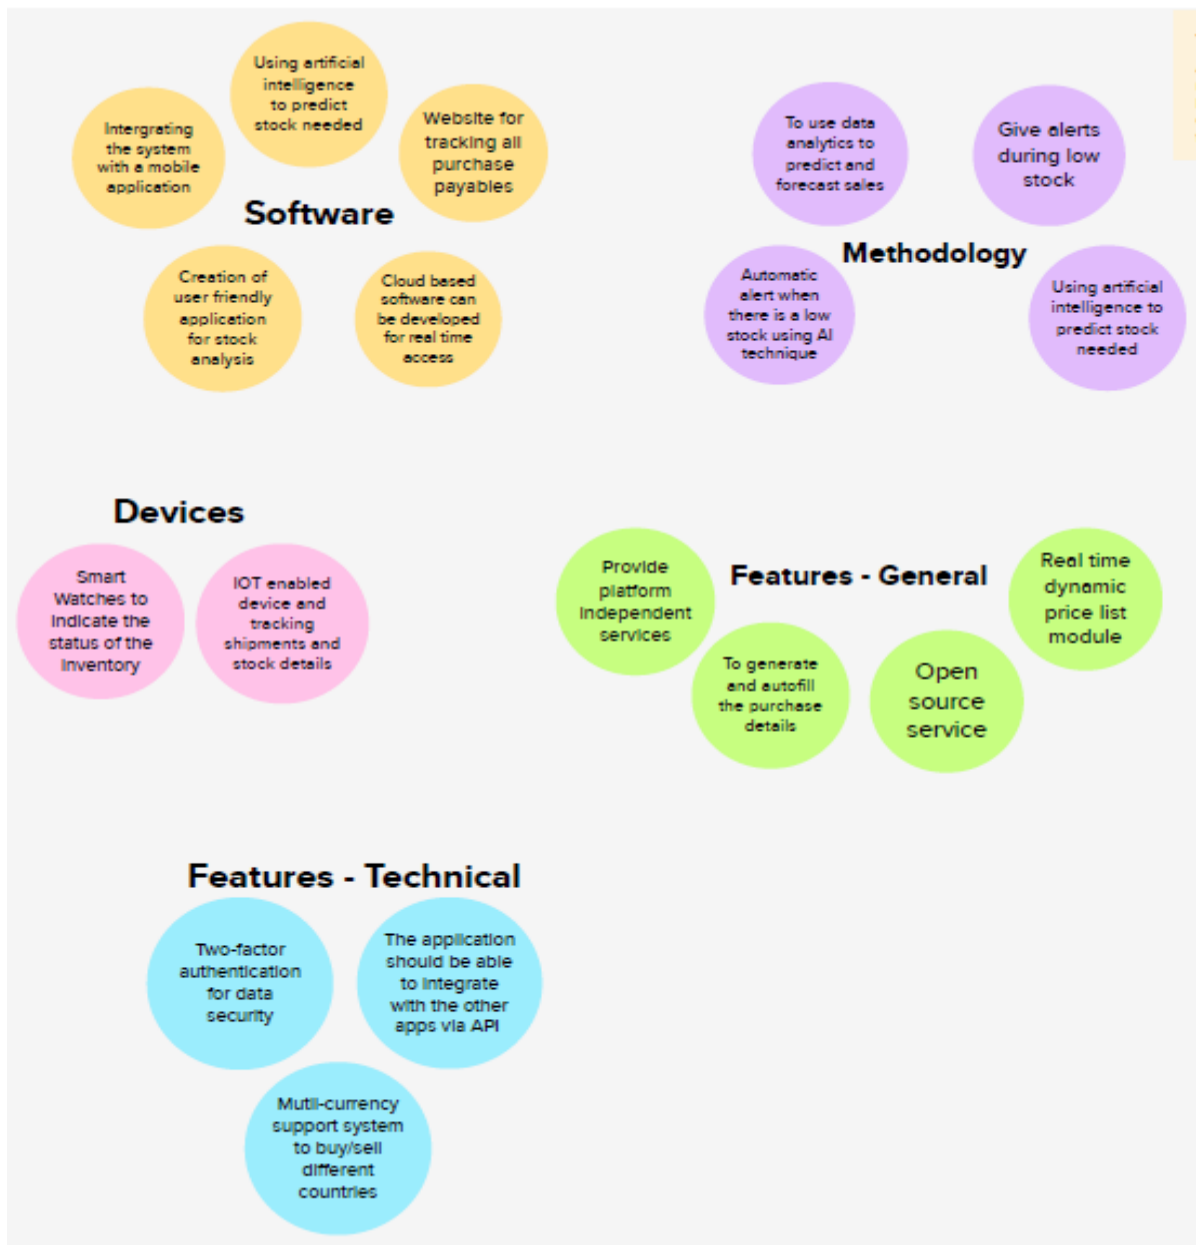 Using artificial
intelligence
to predict
stock needed
Intergrating
the system
with a mobile
application
Website for
tracking all
purchase
payables
Software
Creation of
user friendly
application
for stock
analysis
Cloud based
software can
be developed
for real time
access
To use data
analytics to
predict and
forecast sales
Give alerts
during low
stock
Methodology
Automatic
alert when
there is a low
stock using AI
technique
Using artificial
intelligence to
predict stock
needed
Devices
Smart
Watches to
indicate the
status of the
inventory
IOT enabled
device and
tracking
shipments and
stock details
Features - General
Provide
platform
independent
services
To generate
and autofill
the purchase
details
Open
source
service
Real time
dynamic
price list
module
Features - Technical
Two-factor
authentication
for data
security
The application
should be able
to integrate
with the other
apps via API
Mutli-currency
support system
to buy/sell
different
countries